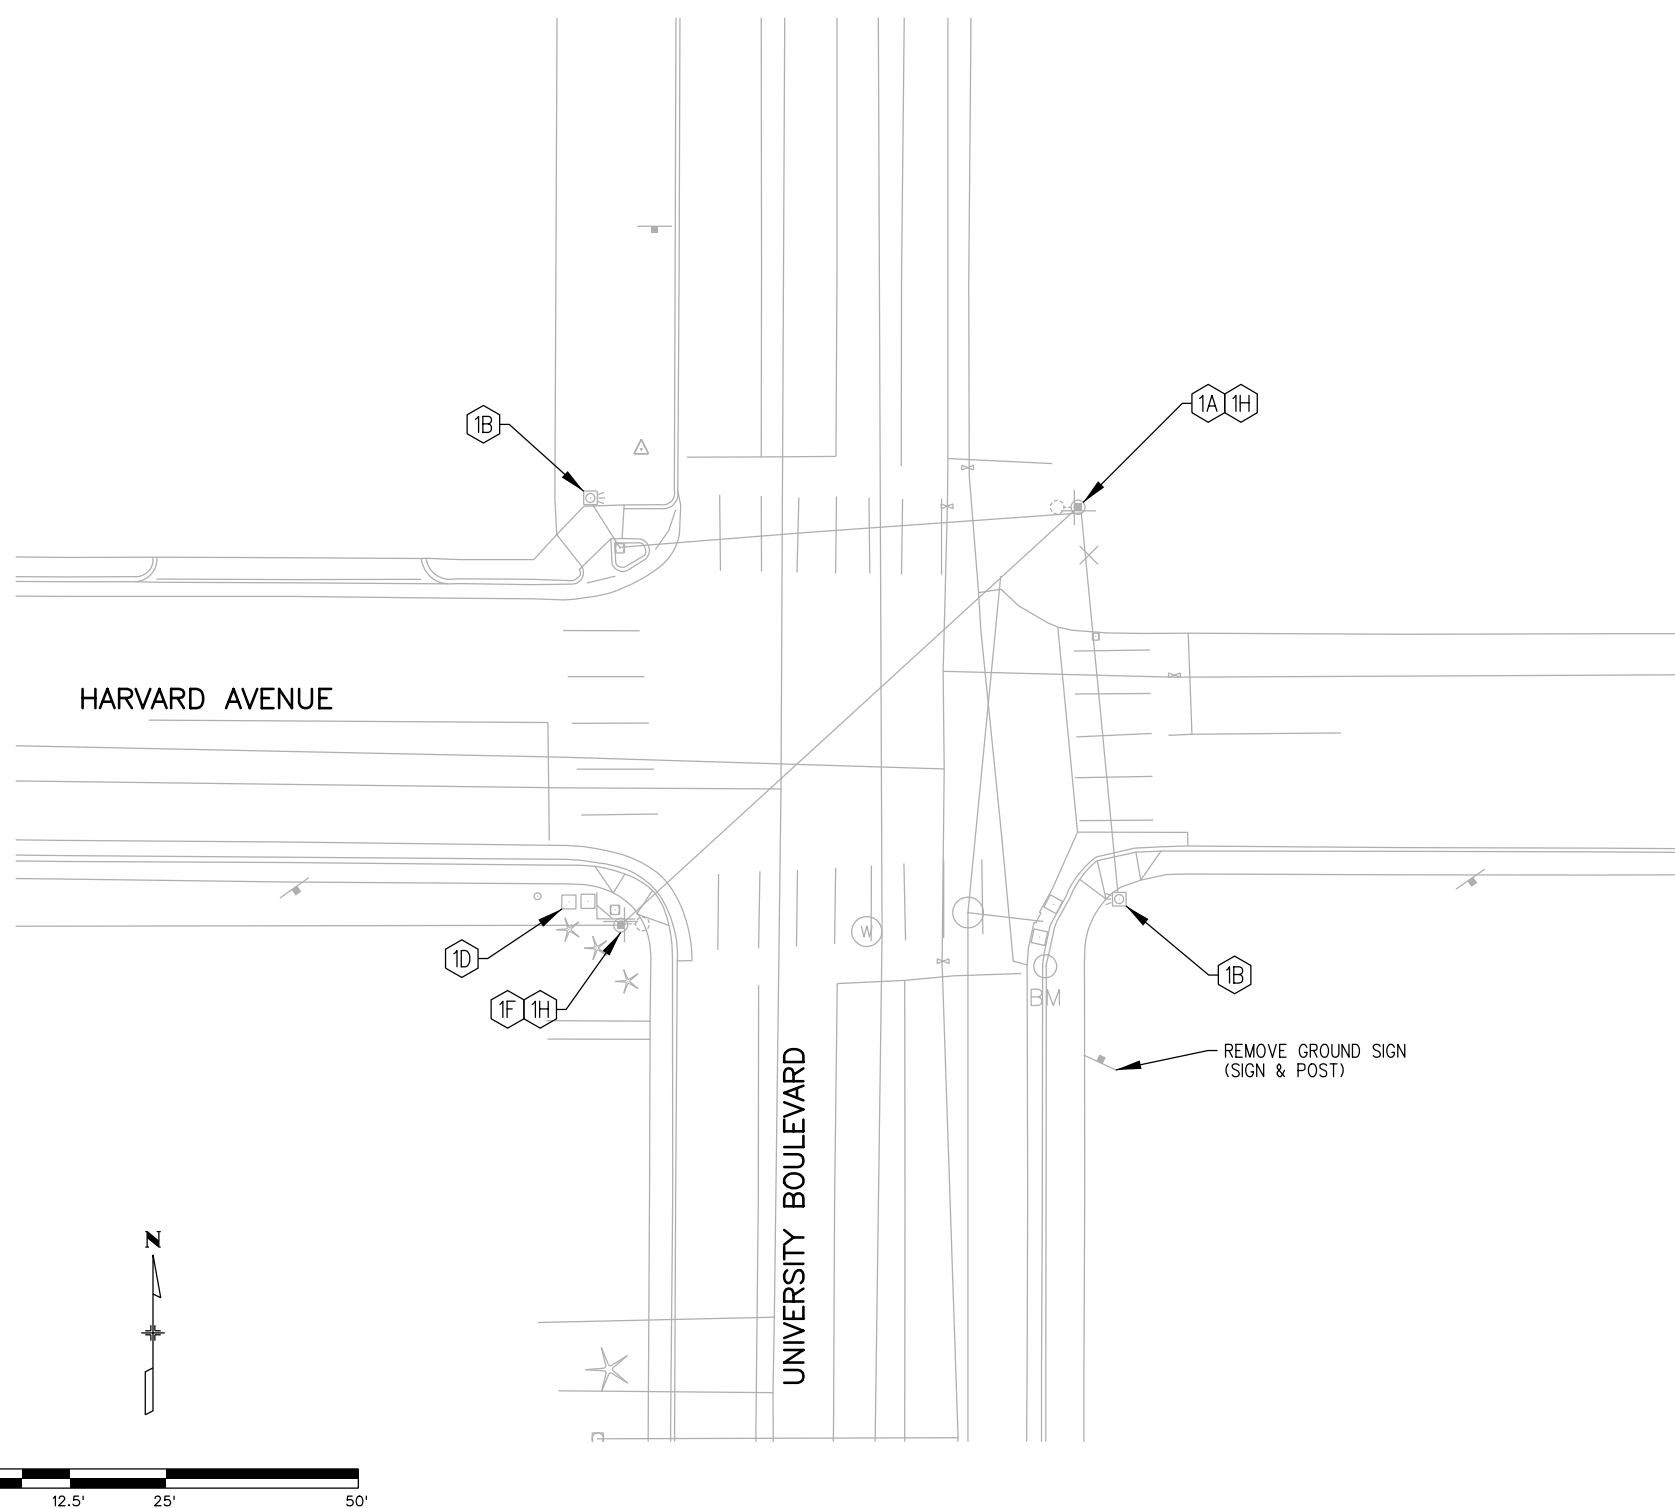 1A 1H
1B
HARVARD AVENUE
W
1D
1B
1F 1H
BM
REMOVE GROUND SIGN
(SIGN & POST)
UNIVERSITY BOULEVARD
N
12.5' 25' 50'